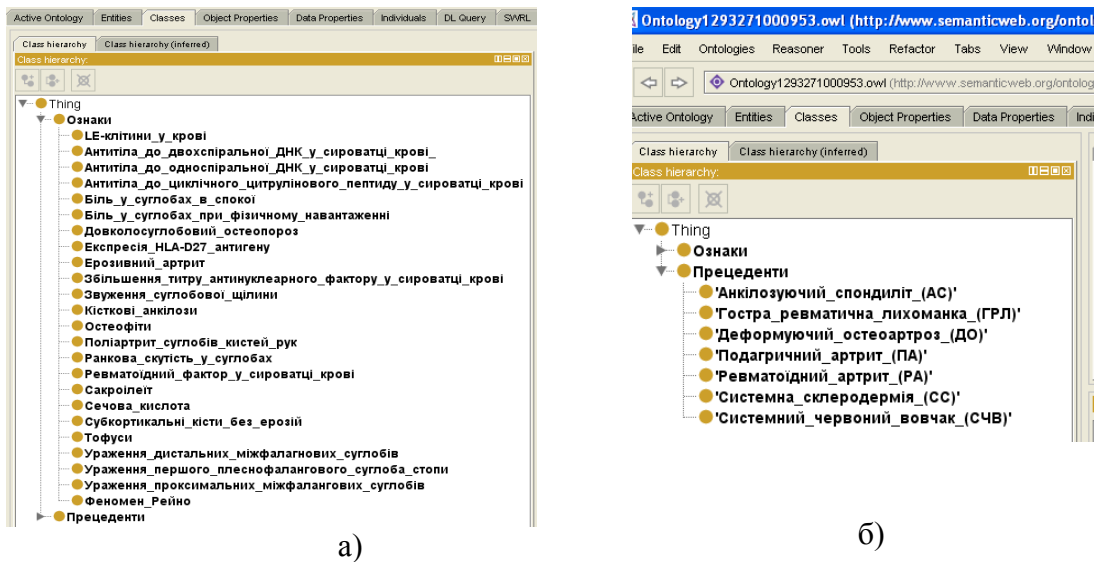 Active Ontology Entities Classes Object Properties Data Properties Individuals DL Query SWRL
Class hierarchy Class hierarchy (inferred)
Class hierarchy:
Thing
Ознаки
LE-клітини_у_крові
Антитіла_до_двохспіральної_ДНК_у_сироватці_крові_
Антитіла_до_односпіральної_ДНК_у_сироватці_крові
Антитіла_до_циклічного_цитрулінового_пептиду_у_сироватці_крові
Біль_у_суглобах_в_спокої
Біль_у_суглобах_при_фізичному_навантаженні
Довколосуглобовий_остеопороз
Експресія_HLA-D27_антигену
Ерозивний_артрит
Збільшення_титру_антинуклеарного_фактору_у_сироватці_крові
Звуження_суглобової_щілини
Кісткові_анкілози
Остеофіти
Поліартрит_суглобів_кистей_рук
Ранкова_скутість_у_суглобах
Ревматоїдний_фактор_у_сироватці_крові
Сакроілеїт
Сечова_кислота
Субкортикальні_кісти_без_ерозій
Тофуси
Ураження_дистальних_міжфалагнових_суглобів
Ураження_першого_плеснофалангового_суглоба_стопи
Ураження_проксимальних_міжфалангових_суглобів
Феномен_Рейно
Прецеденти
а)
Ontology1293271000953.owl (http://www.semanticweb.org/ontol
ile Edit Ontologies Reasoner Tools Refactor Tabs View Window
Ontology1293271000953.owl (http://www.semanticweb.org/ontolog
Active Ontology Entities Classes Object Properties Data Properties Indi
Class hierarchy Class hierarchy (inferred)
Class hierarchy:
Thing
Ознаки
Прецеденти
'Анкілозуючий_спондиліт_(АС)'
'Гостра_ревматична_лихоманка_(ГРЛ)'
'Деформуючий_остеоартроз_(ДО)'
'Подагричний_артрит_(ПА)'
'Ревматоїдний_артрит_(РА)'
'Системна_склеродермія_(СС)'
'Системний_червоний_вовчак_(СЧВ)'
б)